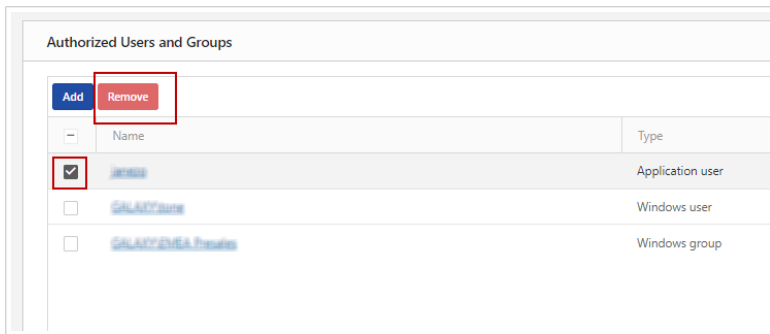 Authorized Users and Groups
Add Remove
Name Type
Application user
Windows user
Windows group